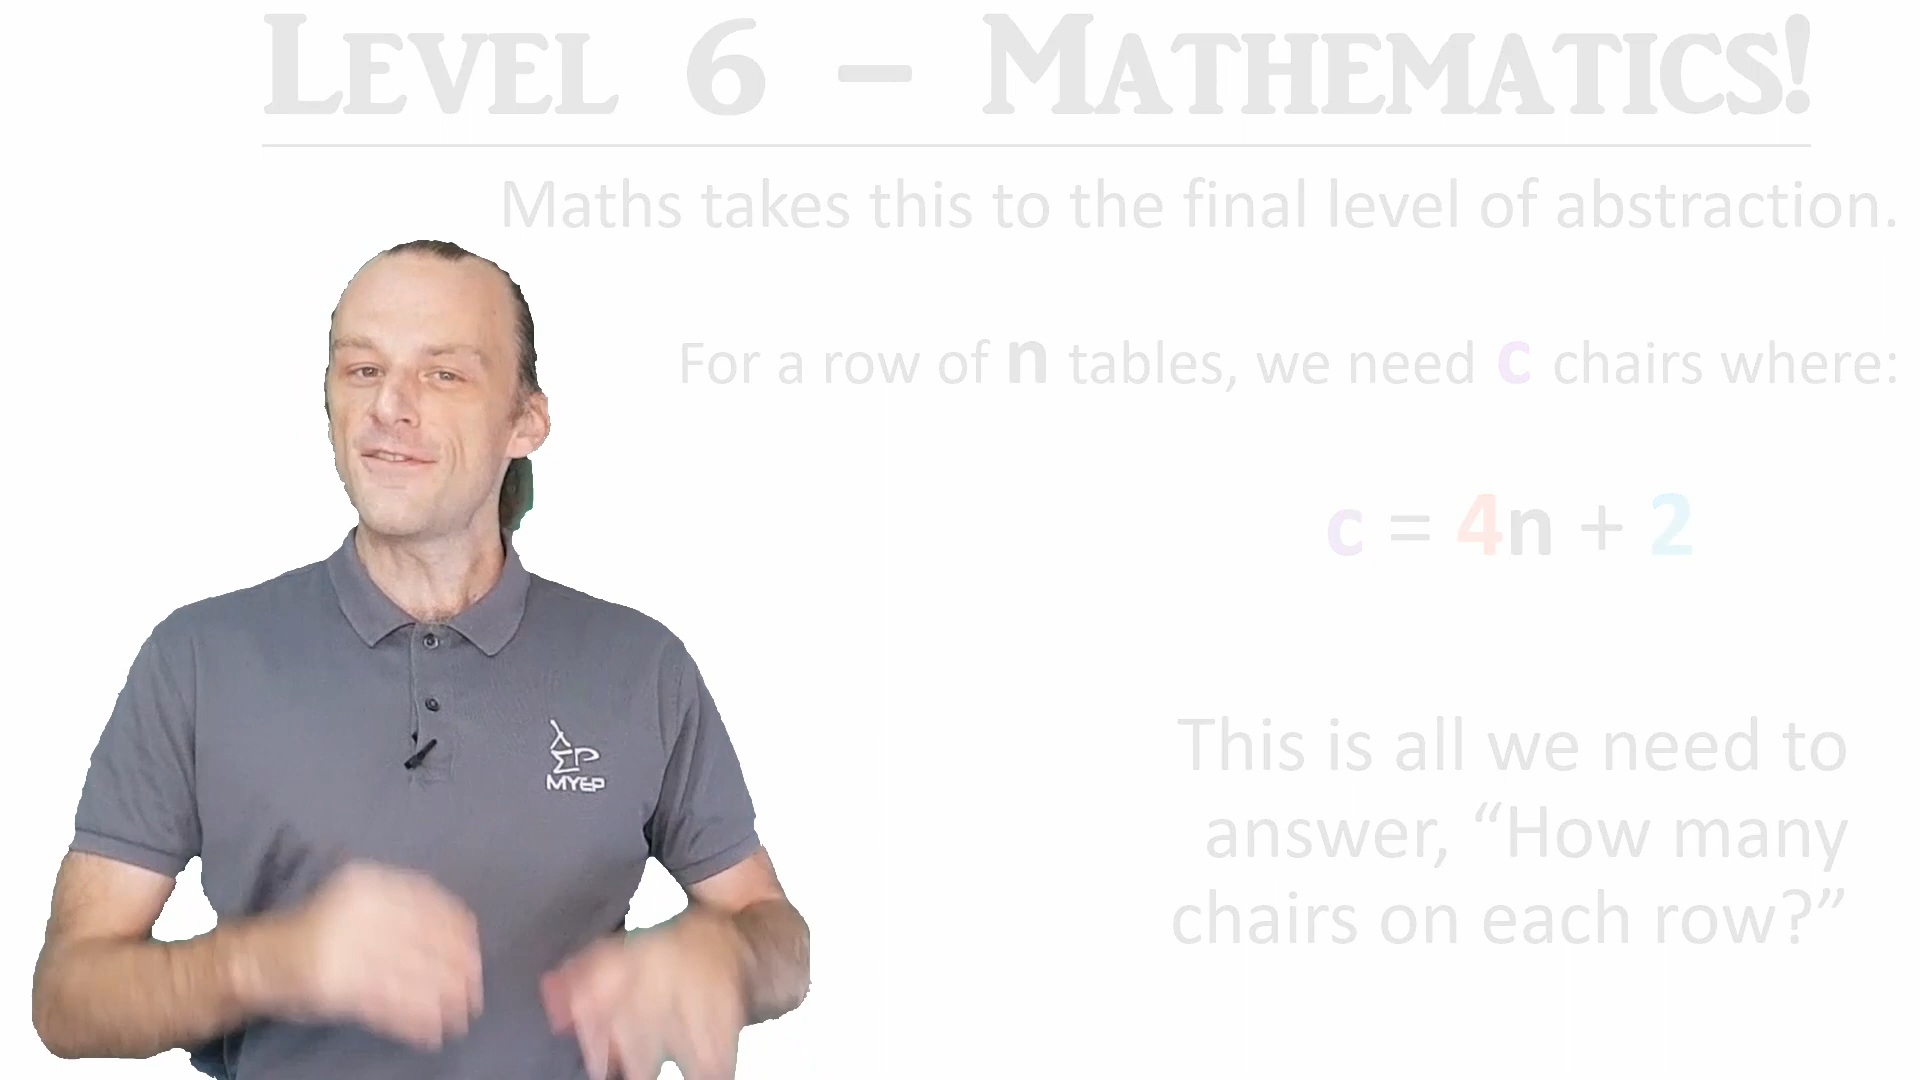 LEVEL 6 – MATHEMATICS!
Maths takes this to the final level of abstraction.
For a row of n tables, we need c chairs where:
c = 4n + 2
This is all we need to
answer, “How many
chairs on each row?”
MYEP